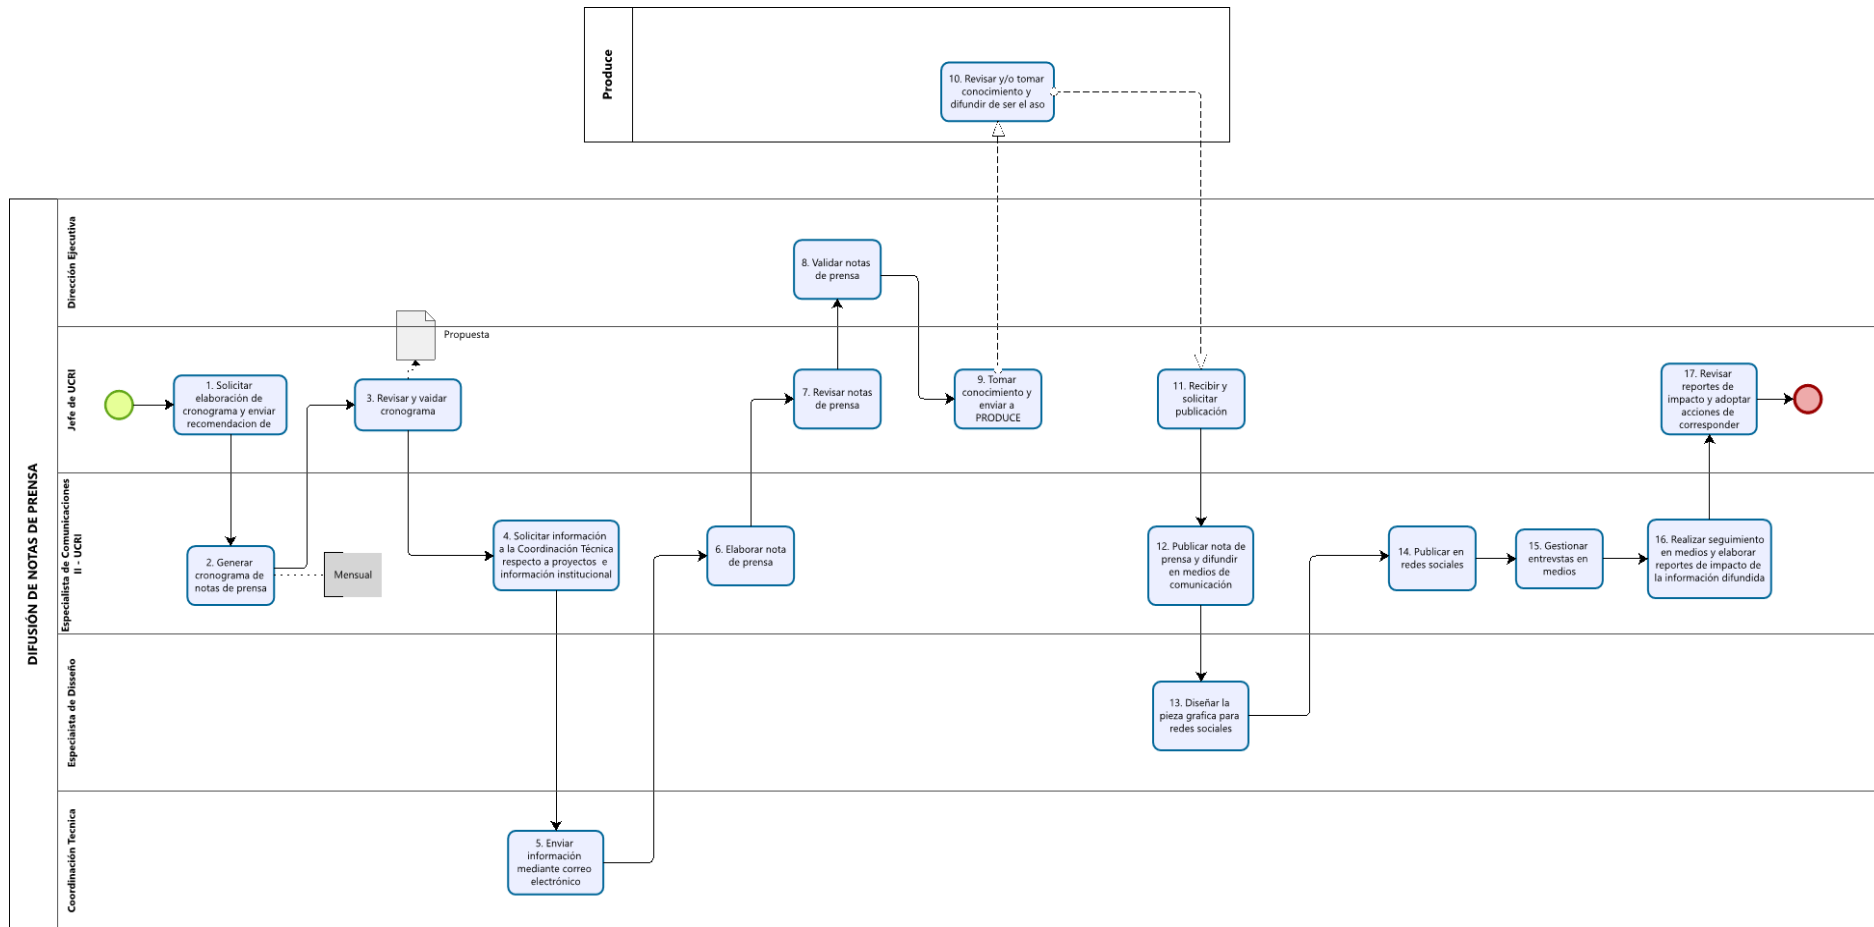 Produce
10. Revisar y/o tomar
conocimiento y
difundir de ser el aso
DIFUSIÓN DE NOTAS DE PRENSA
Dirección Ejecutiva
8. Validar notas
de prensa
Jefe de UCRI
Propuesta
1. Solicitar
elaboración de
cronograma y enviar
recomendacion de
3. Revisar y vaidar
cronograma
7. Revisar notas
de prensa
9. Tomar
conocimiento y
enviar a
PRODUCE
11. Recibir y
solicitar
publicación
17. Revisar
reportes de
impacto y adoptar
acciones de
corresponder
Especialista de Comunicaciones
II - UCRI
2. Generar
cronograma de
notas de prensa
Mensual
4. Solicitar información
a la Coordinación Técnica
respecto a proyectos e
información institucional
6. Elaborar nota
de prensa
12. Publicar nota de
prensa y difundir
en medios de
comunicación
14. Publicar en
redes sociales
15. Gestionar
entrevstas en
medios
16. Realizar seguimiento
en medios y elaborar
reportes de impacto de
la información difundida
Especiaista de Disseño
13. Diseñar la
pieza grafica para
redes sociales
Coordinación Tecnica
5. Enviar
información
mediante correo
electrónico